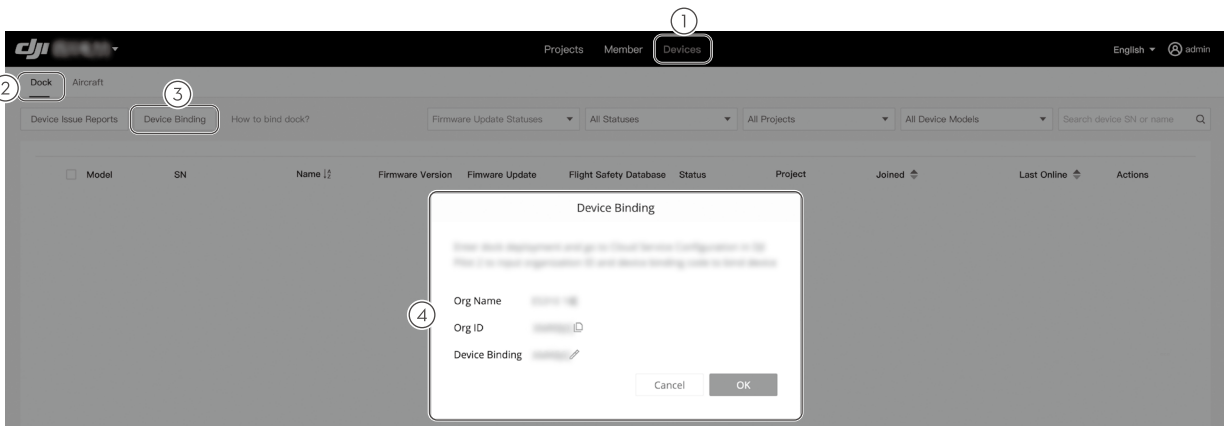 1
dji Projects Member Devices English admin
2 Dock Aircraft
3
Device Issue Reports Device Binding How to bind dock? Firmware Update Statuses All Statuses All Projects All Device Models Search device SN or name
Model SN Name Firmware Version Fimware Update Flight Safety Database Status Project Joined Last Online Actions
Device Binding
Org Name
4
Org ID
Device Binding
Cancel OK